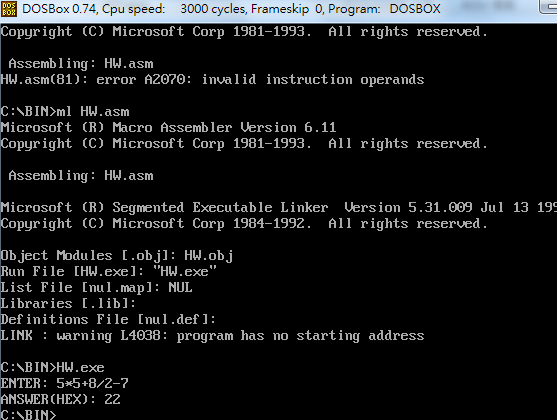 DOSBox 0.74, Cpu speed: 3000 cycles, Frameskip 0, Program: DOSBOX
Copyright (C) Microsoft Corp 1981-1993. All rights reserved.
Assembling: HW.asm
HW.asm(81): error A2070: invalid instruction operands
C:\BIN>ml HW.asm
Microsoft (R) Macro Assembler Version 6.11
Copyright (C) Microsoft Corp 1981-1993. All rights reserved.
Assembling: HW.asm
Microsoft (R) Segmented Executable Linker Version 5.31.009 Jul 13 199
Copyright (C) Microsoft Corp 1984-1992. All rights reserved.
Object Modules [.obj]: HW.obj
Run File [HW.exe]: "HW.exe"
List File [nul.map]: NUL
Libraries [.lib]:
Definitions File [nul.def]:
LINK : warning L4038: program has no starting address
C:\BIN>HW.exe
ENTER: 5*5+8/2-7
ANSWER(HEX): 22
C:\BIN>